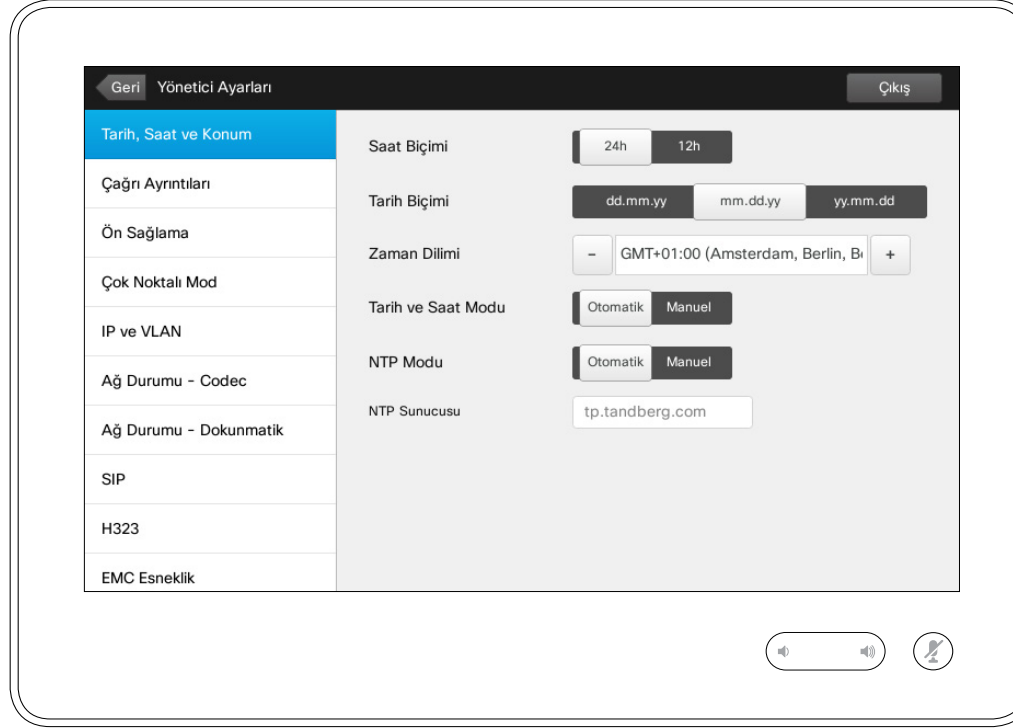 Geri Yönetici Ayarları Çıkış
Tarih, Saat ve Konum
Çağrı Ayrıntıları
Ön Sağlama
Çok Noktalı Mod
IP ve VLAN
Ağ Durumu - Codec
Ağ Durumu - Dokunmatik
SIP
H323
EMC Esneklik
Saat Biçimi 24h 12h
Tarih Biçimi dd.mm.yy mm.dd.yy yy.mm.dd
Zaman Dilimi - GMT+01:00 (Amsterdam, Berlin, +
Tarih ve Saat Modu Otomatik Manuel
NTP Modu Otomatik Manuel
NTP Sunucusu tp.tandberg.com